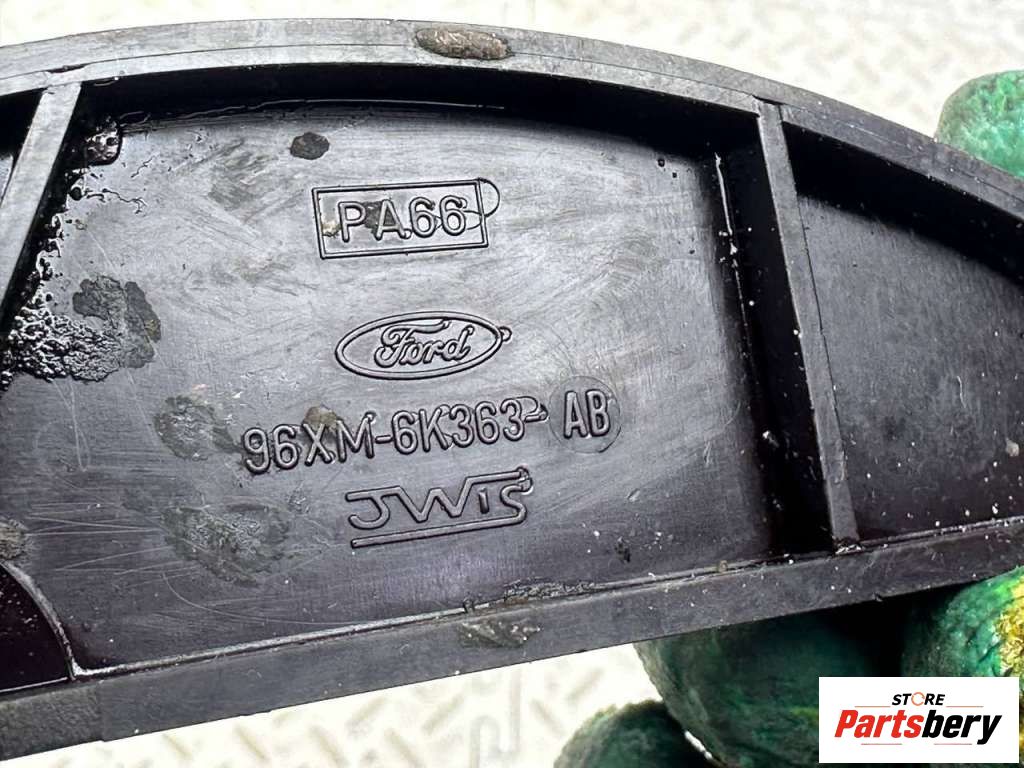 PA66
Ford
96XM-6K363-AB
JWIS
STORE
Partsbery